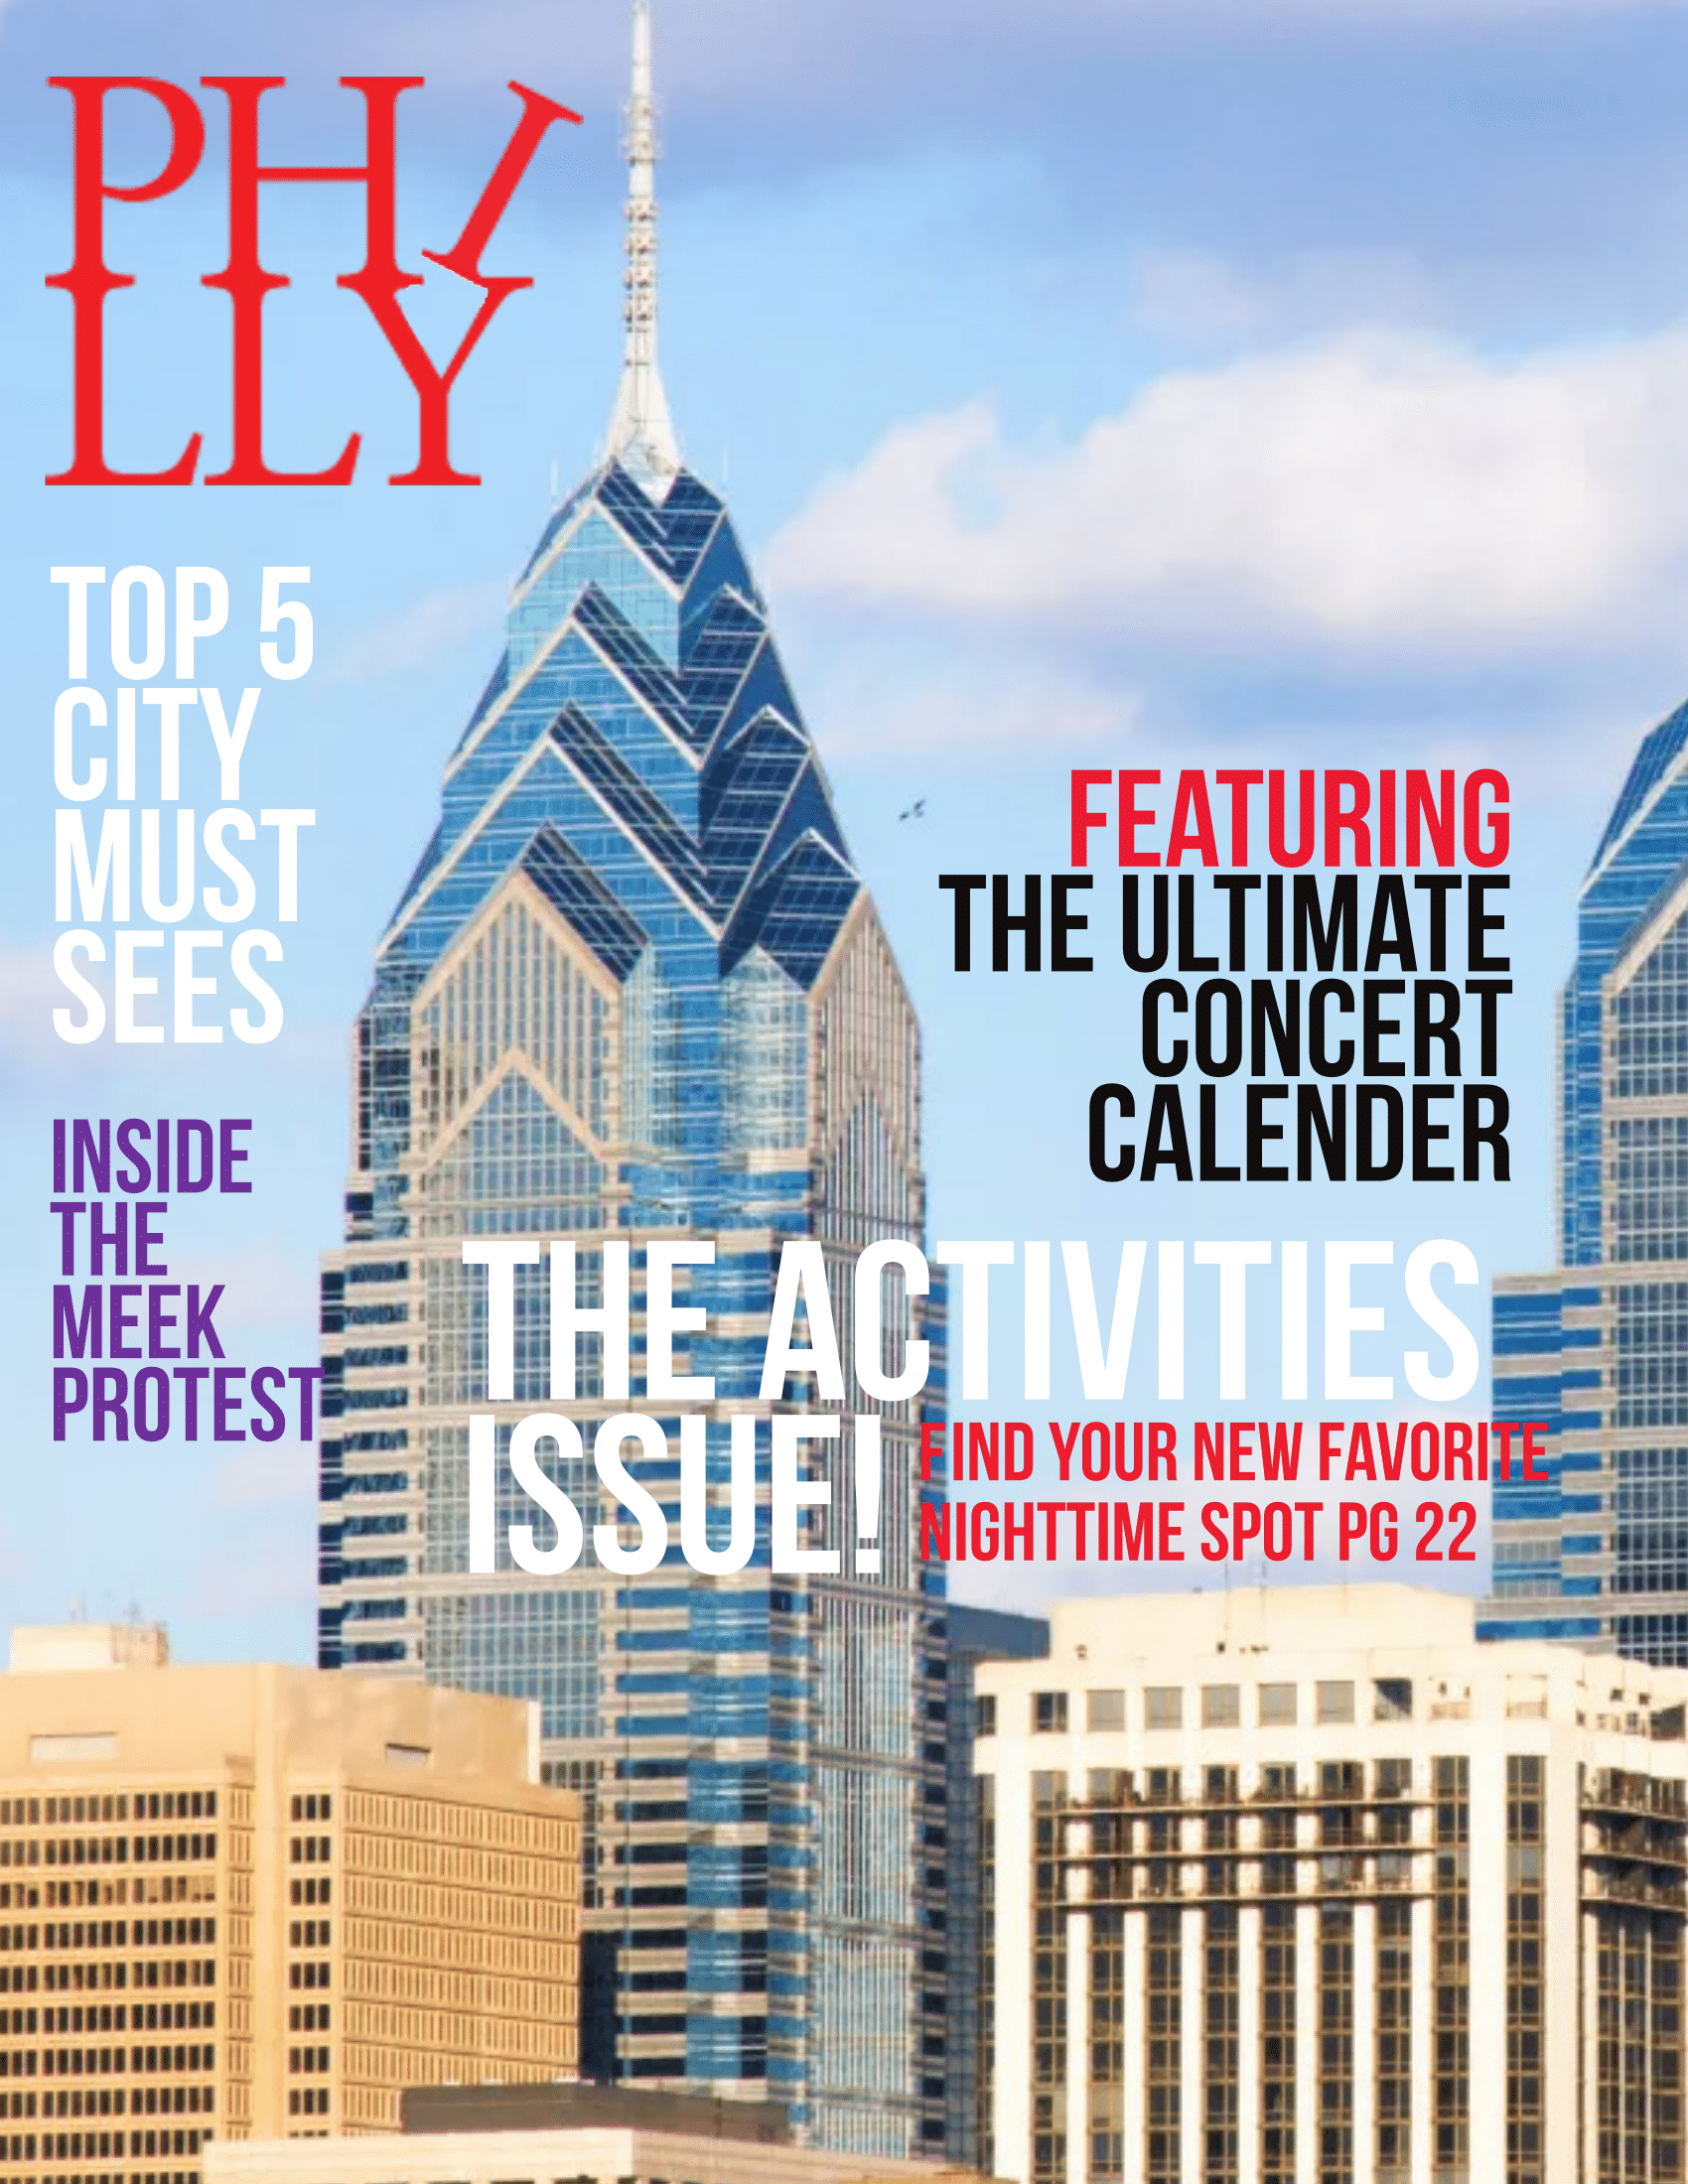 PHI
LLY
TOP 5
CITY
MUST
SEES
INSIDE
THE
MEEK
PROTEST
FEATURING
THE ULTIMATE
CONCERT
CALENDER
THE ACTIVITIES
ISSUE!
FIND YOUR NEW FAVORITE
NIGHTTIME SPOT PG 22